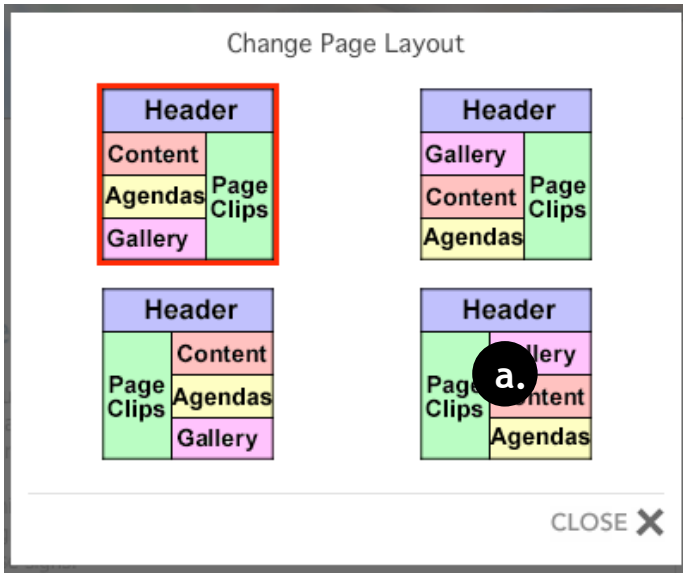 Change Page Layout
Header
Content
Agendas
Gallery
Page
Clips
Header
Gallery
Content
Agendas
Page
Clips
Header
Page
Clips
Content
Agendas
Gallery
Header
a.
Agendas
Clips
CLOSE